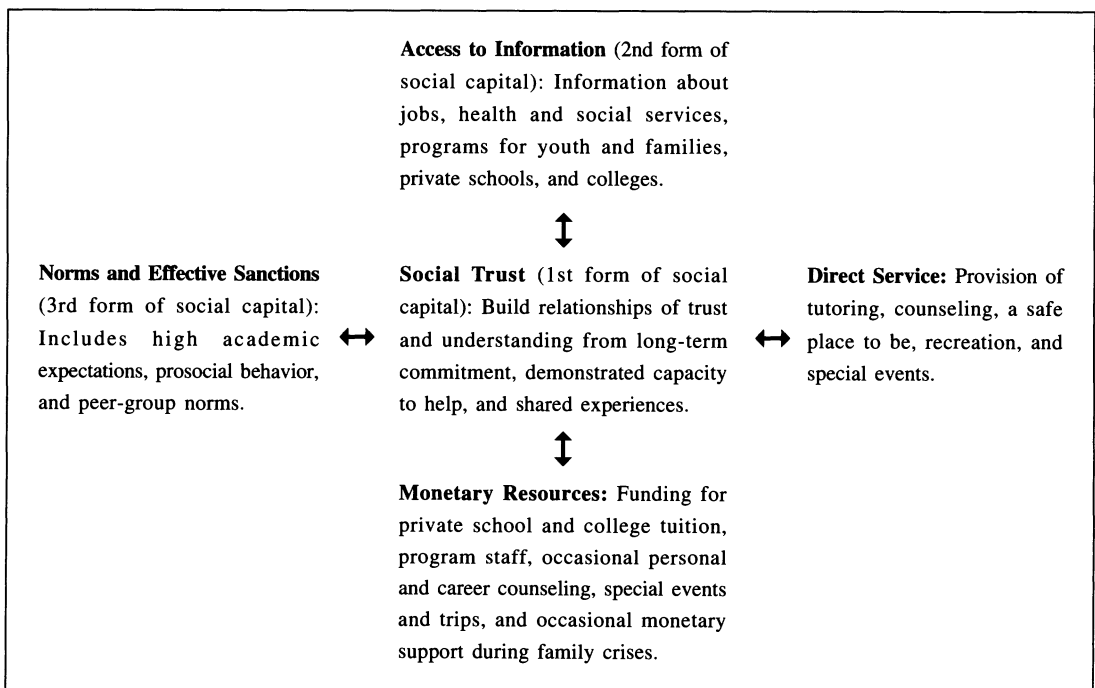 Access to Information (2nd form of
social capital): Information about
jobs, health and social services,
programs for youth and families,
private schools, and colleges.
Norms and Effective Sanctions
(3rd form of social capital):
Includes high academic
expectations, prosocial behavior,
and peer-group norms.
Social Trust (1st form of social
capital): Build relationships of trust
and understanding from long-term
commitment, demonstrated capacity
to help, and shared experiences.
Direct Service: Provision of
tutoring, counseling, a safe
place to be, recreation, and
special events.
Monetary Resources: Funding for
private school and college tuition,
program staff, occasional personal
and career counseling, special events
and trips, and occasional monetary
support during family crises.